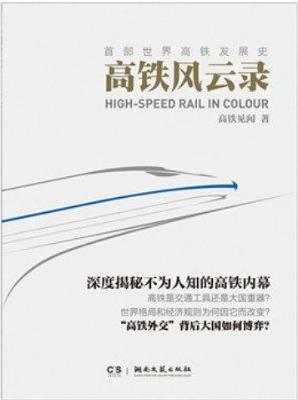 首部世界高铁发展史
高铁风云录
HIGH-SPEED RAIL IN COLOUR
高铁见闻 著
深度揭秘不为人知的高铁内幕
高铁是交通工具还是大国重器？
世界格局和经济规则为何因它而改变？
“高铁外交”背后大国如何博弈？
CS 湖南文艺出版社